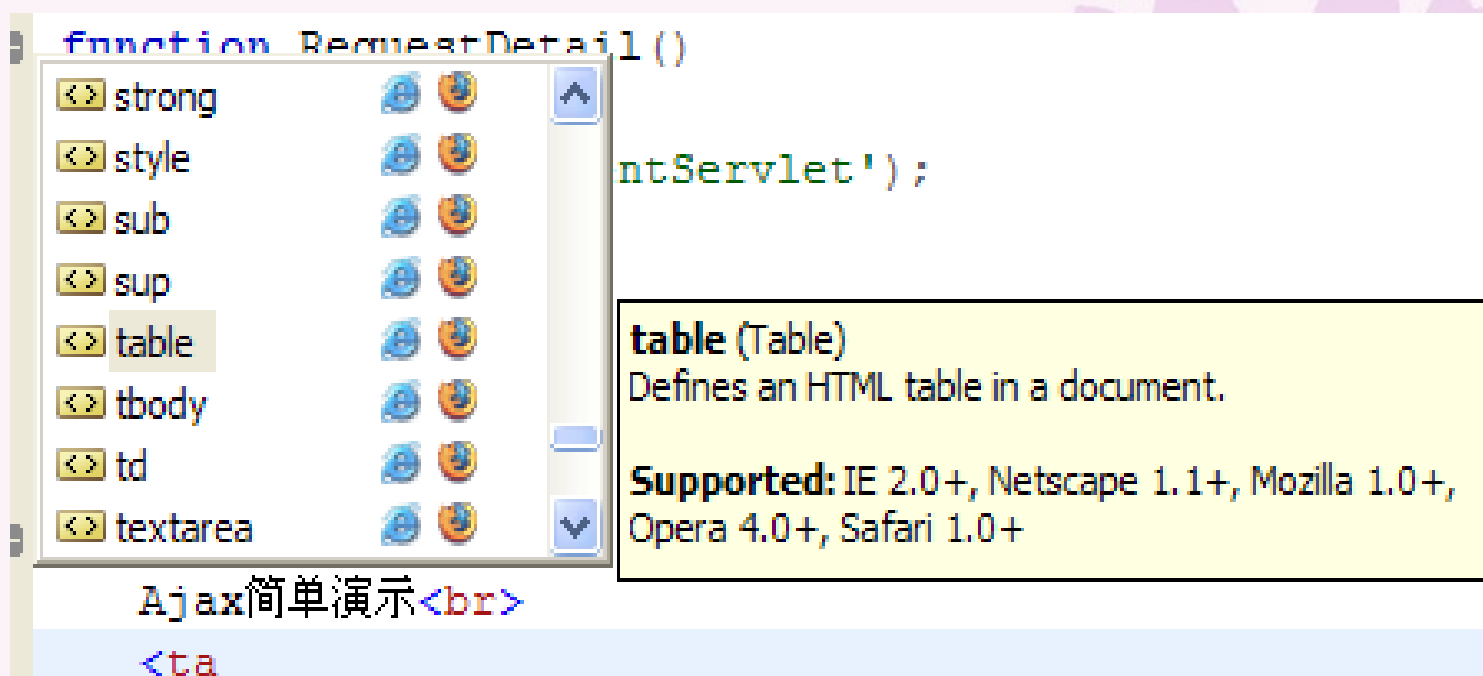 function RequestDetail()
ntServlet');
strong
style
sub
sup
table
tbody
td
textarea
table (Table)
Defines an HTML table in a document.
Supported: IE 2.0+, Netscape 1.1+, Mozilla 1.0+,
Opera 4.0+, Safari 1.0+
Ajax简单演示<br>
<ta